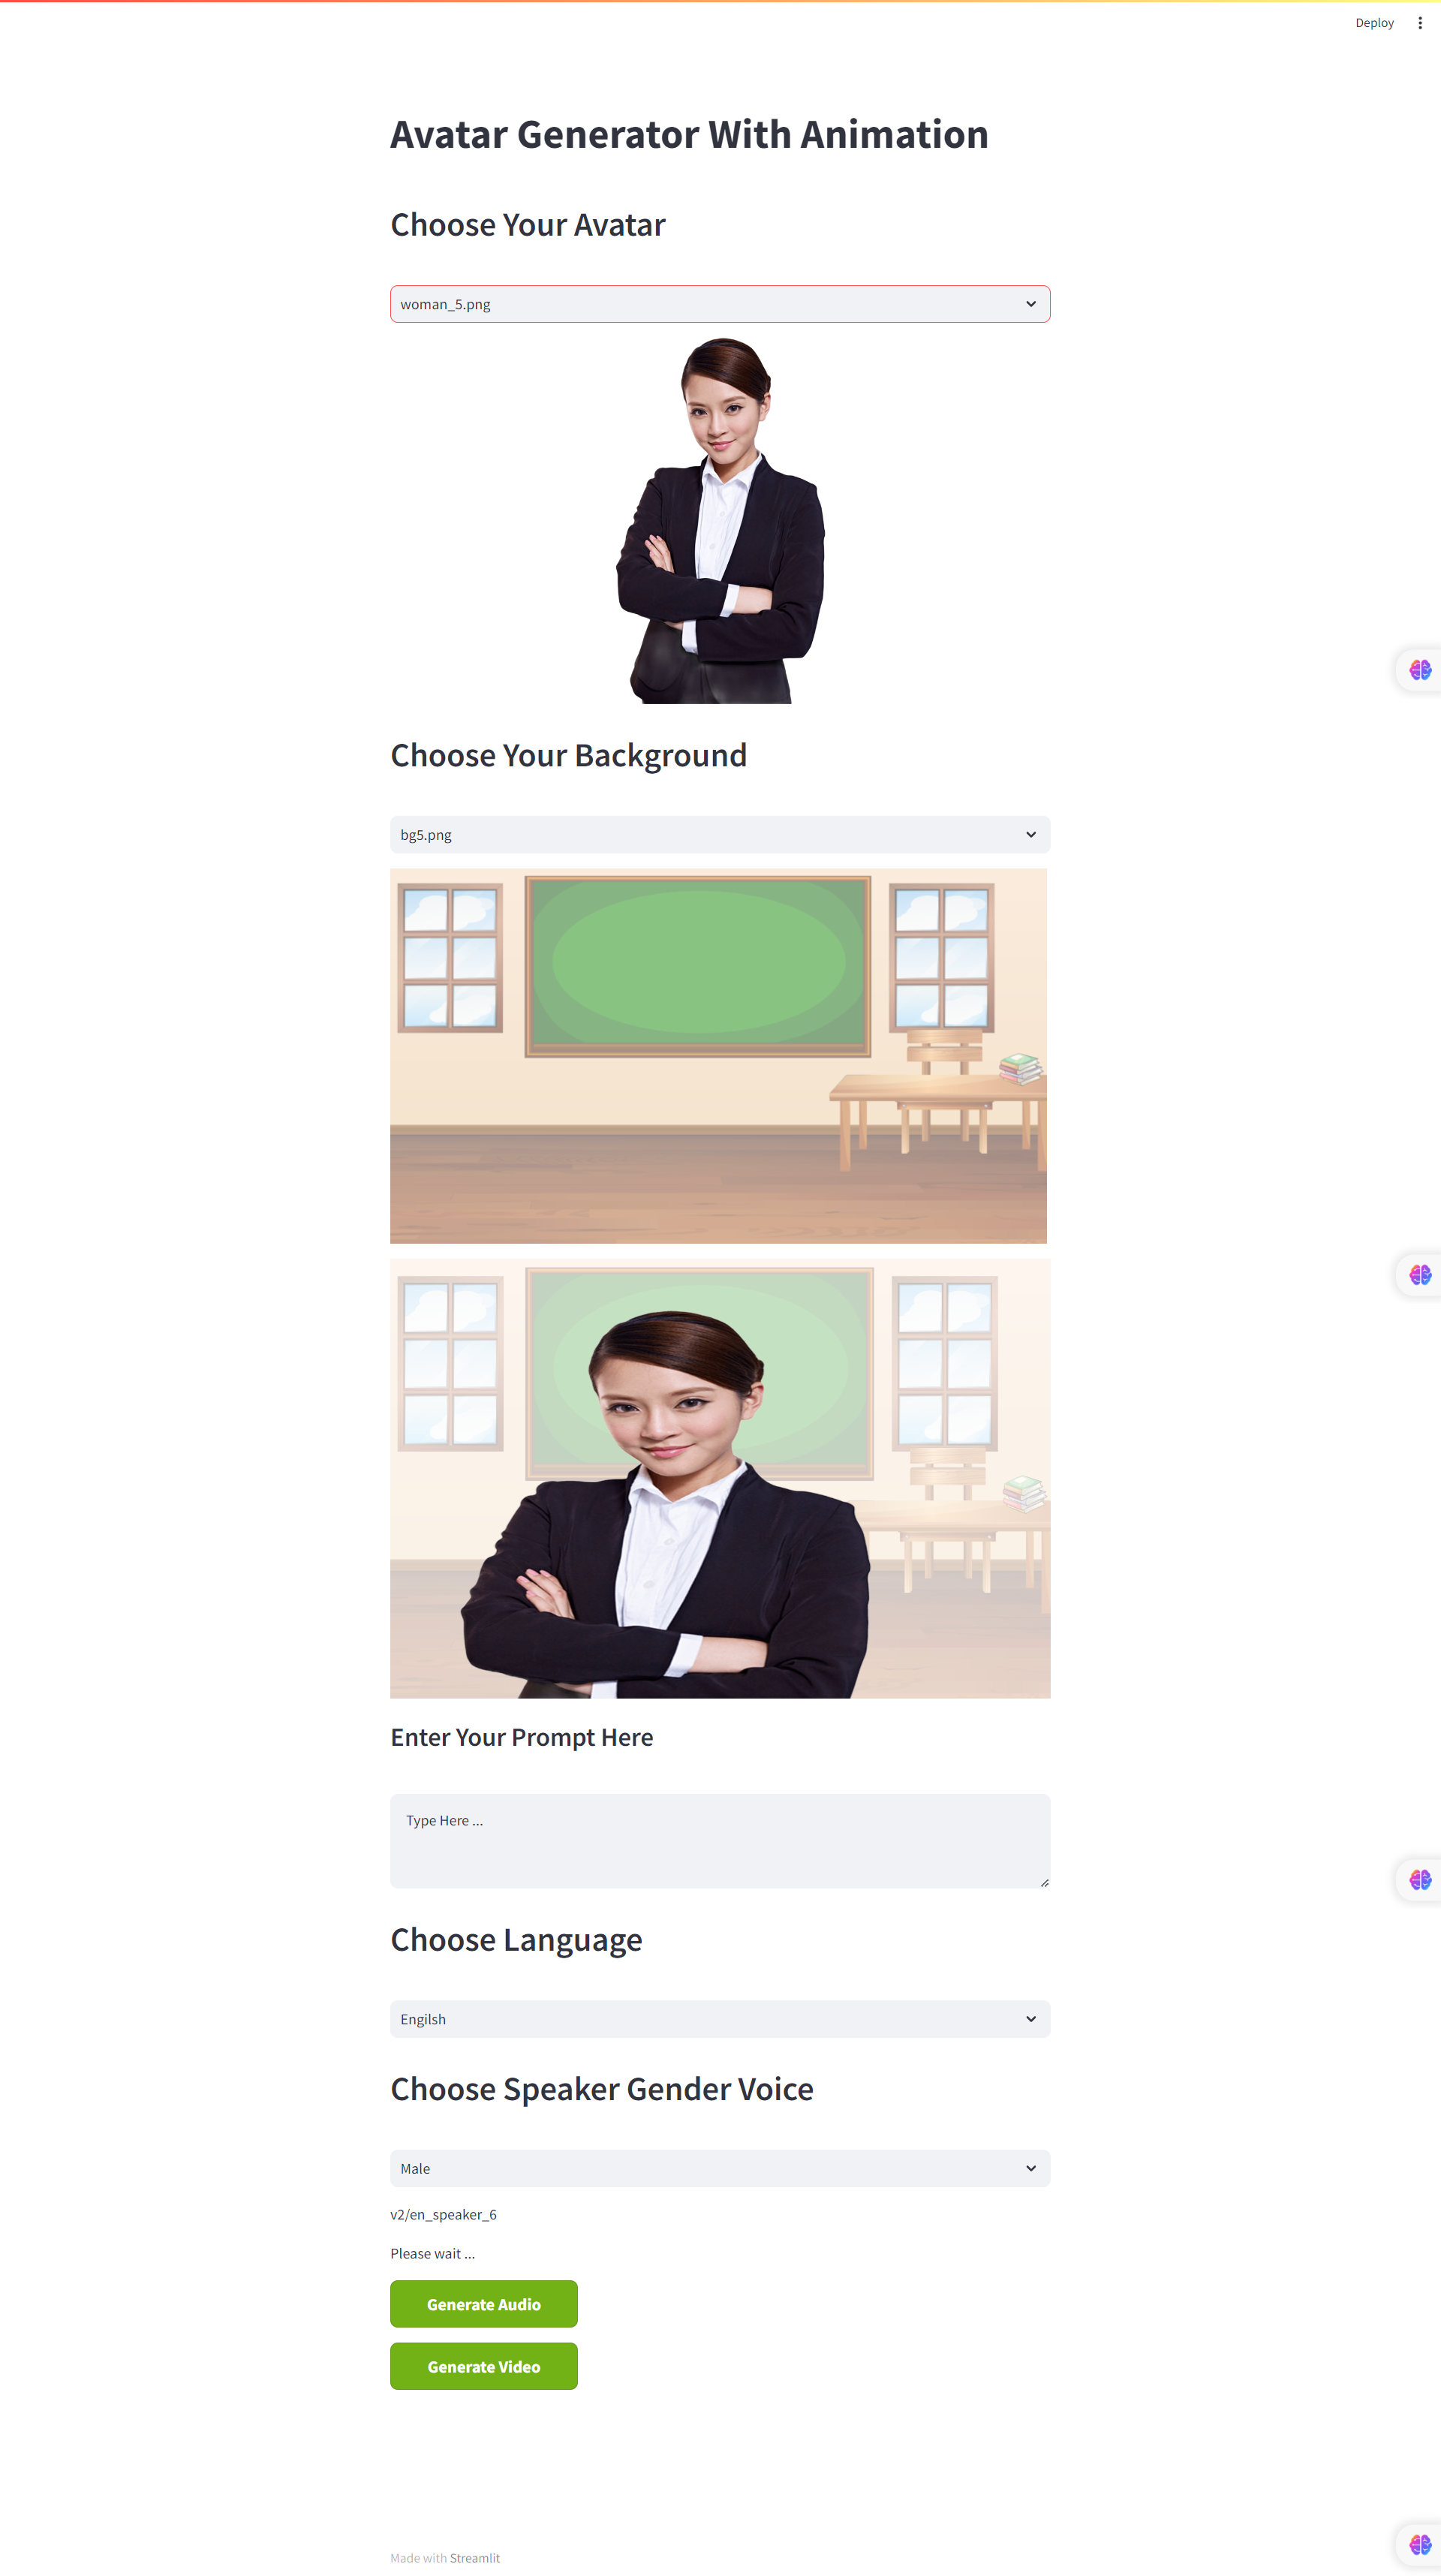 Deploy
Avatar Generator With Animation
Choose Your Avatar
woman_5.png
Choose Your Background
bg5.png
Enter Your Prompt Here
Type Here ...
Choose Language
Engilsh
Choose Speaker Gender Voice
Male
v2/en_speaker_6
Please wait ...
Generate Audio
Generate Video
Made with Streamlit